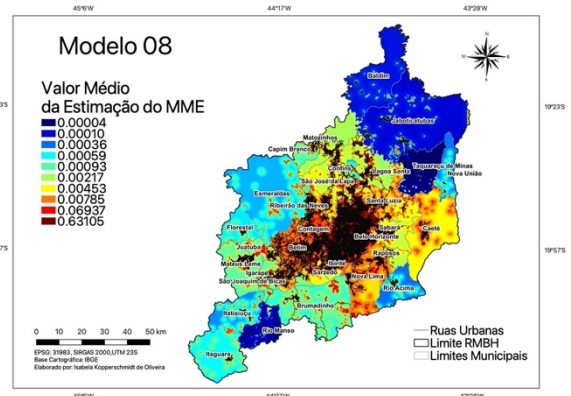 45°6'W 44°17'W 43°28'W
Modelo 08
N
Valor Médio
da Estimação do MME
0.00004
0.00010
0.00036
0.00059
0.00093
0.00217
0.00453
0.00785
0.06937
0.63105
Baldim
19°23'
Jaboticatubas
Matozinhos
Capim Branco
Confins
Lagoa Santa
Taquaraçu de Minas
Nova União
São José da Lapa
Esmeraldas
Ribeirão das Neves
Santa Luzia
Florestal
Contagem
Sabará
Caeté
Belo Horizonte
Juatuba
Betim
Raposos
19°57'
Mateus Leme
Igarapé
Ibirité
Sarzedo
São Joaquim de Bicas
Nova Lima
Rio Acima
Itatiaiuçu
Brumadinho
Rio Manso
Itaguara
0 10 20 30 40 50 km
EPSG: 31983, SIRGAS 2000,UTM 23S
Base Cartográfica: IBGE
Elaborado por: Isabela Kopperschmidt de Oliveira
Ruas Urbanas
Limite RMBH
Limites Municipais